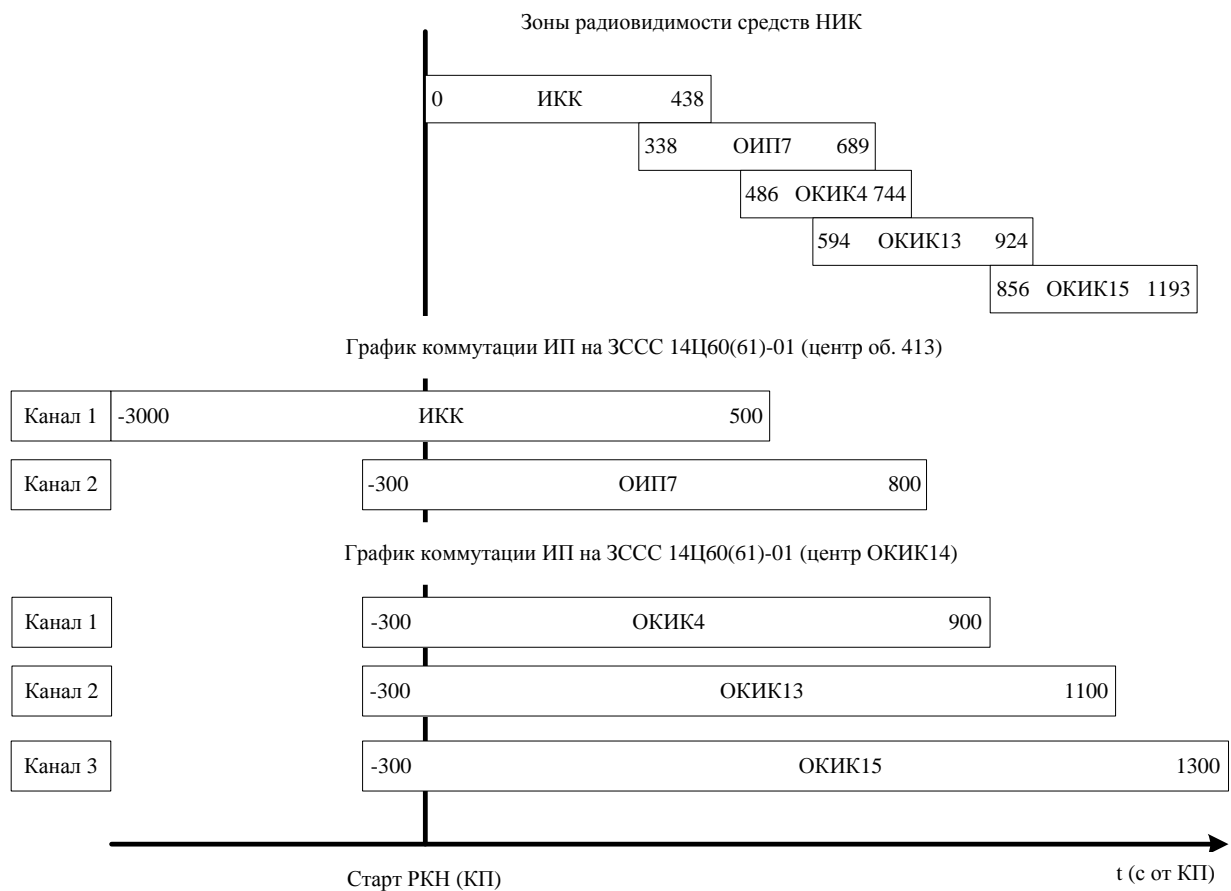 Зоны радиовидимости средств НИК
0 ИКК 438
338 ОИП7 689
486 ОКИК4 744
594 ОКИК13 924
856 ОКИК15 1193
График коммутации ИП на ЗССС 14Ц60(61)-01 (центр об. 413)
Канал 1 -3000 ИКК 500
Канал 2 -300 ОИП7 800
График коммутации ИП на ЗССС 14Ц60(61)-01 (центр ОКИК14)
Канал 1 -300 ОКИК4 900
Канал 2 -300 ОКИК13 1100
Канал 3 -300 ОКИК15 1300
Старт РКН (КП) t (с от КП)